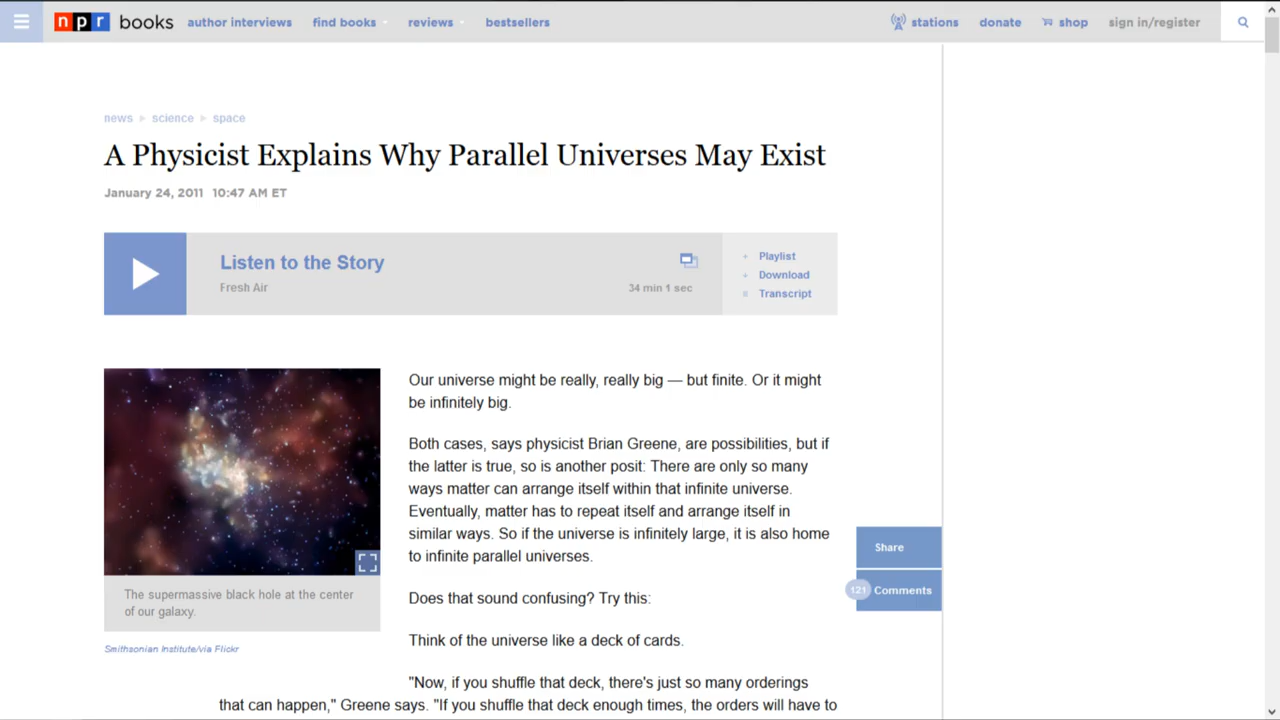 npr books author interviews find books reviews bestsellers stations donate shop sign in/register
news science space
A Physicist Explains Why Parallel Universes May Exist
January 24, 2011 10:47 AM ET
Listen to the Story
Fresh Air
34 min 1 sec
Playlist
Download
Transcript
Our universe might be really, really big — but finite. Or it might
be infinitely big.
Both cases, says physicist Brian Greene, are possibilities, but if
the latter is true, so is another posit: There are only so many
ways matter can arrange itself within that infinite universe.
Eventually, matter has to repeat itself and arrange itself in
similar ways. So if the universe is infinitely large, it is also home
to infinite parallel universes.
The supermassive black hole at the center
of our galaxy.
Smithsonian Institute/via Flickr
Does that sound confusing? Try this:
Think of the universe like a deck of cards.
"Now, if you shuffle that deck, there's just so many orderings
that can happen," Greene says. "If you shuffle that deck enough times, the orders will have to
Share
121 Comments